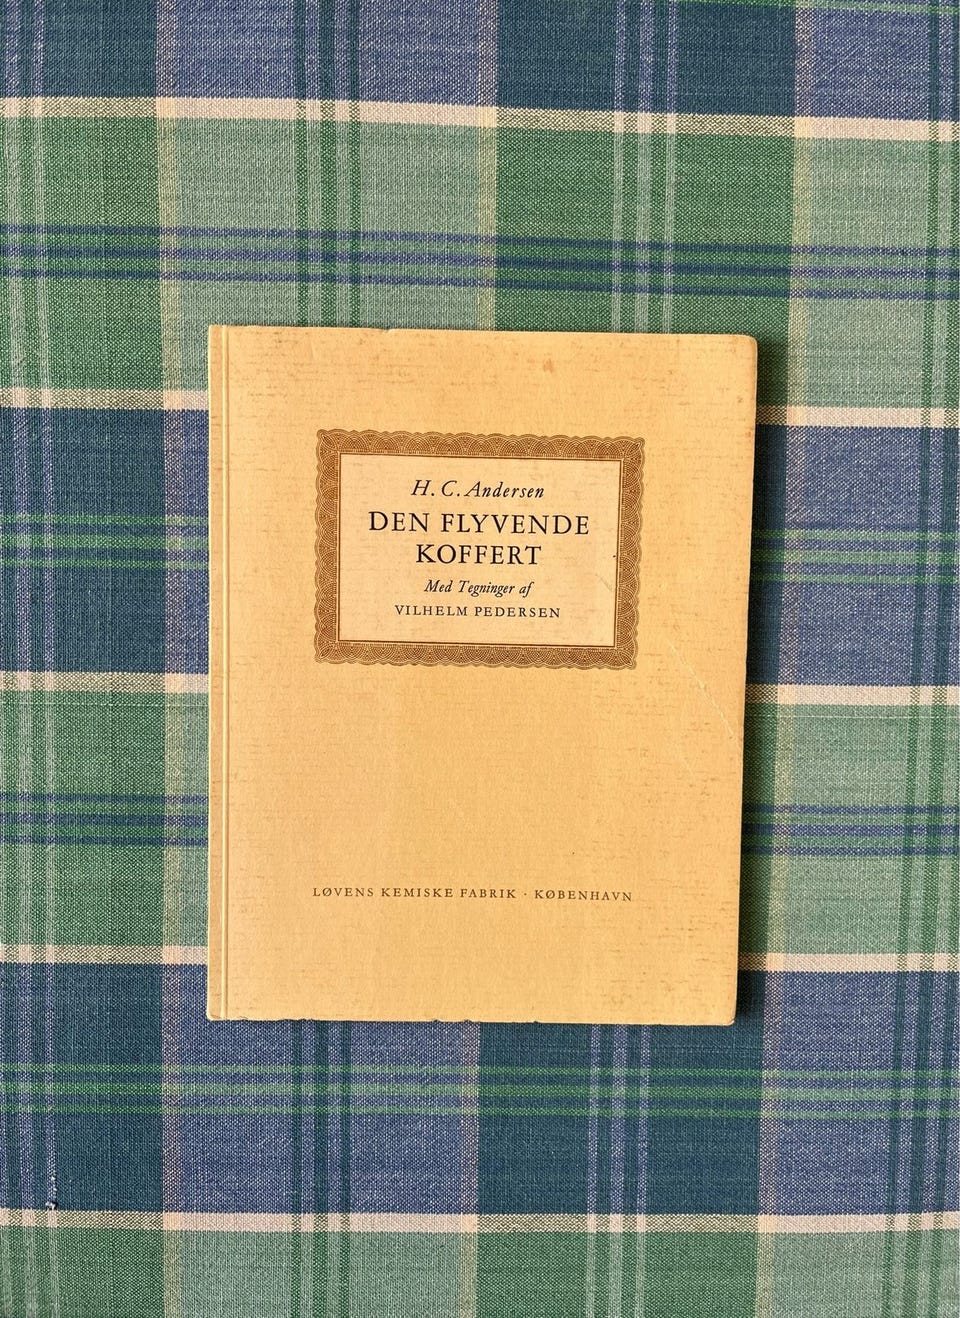 H. C. Andersen
DEN FLYVENDE
KOFFERT
Med Tegninger af
VILHELM PEDERSEN
LØVENS KEMISKE FABRIK · KØBENHAVN